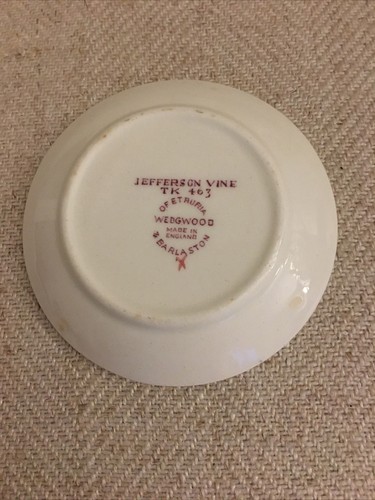 JEFFERSON VINE
TK 463
OF ETRURIA
WEDGWOOD
MADE IN
ENGLAND
& BARLASTON